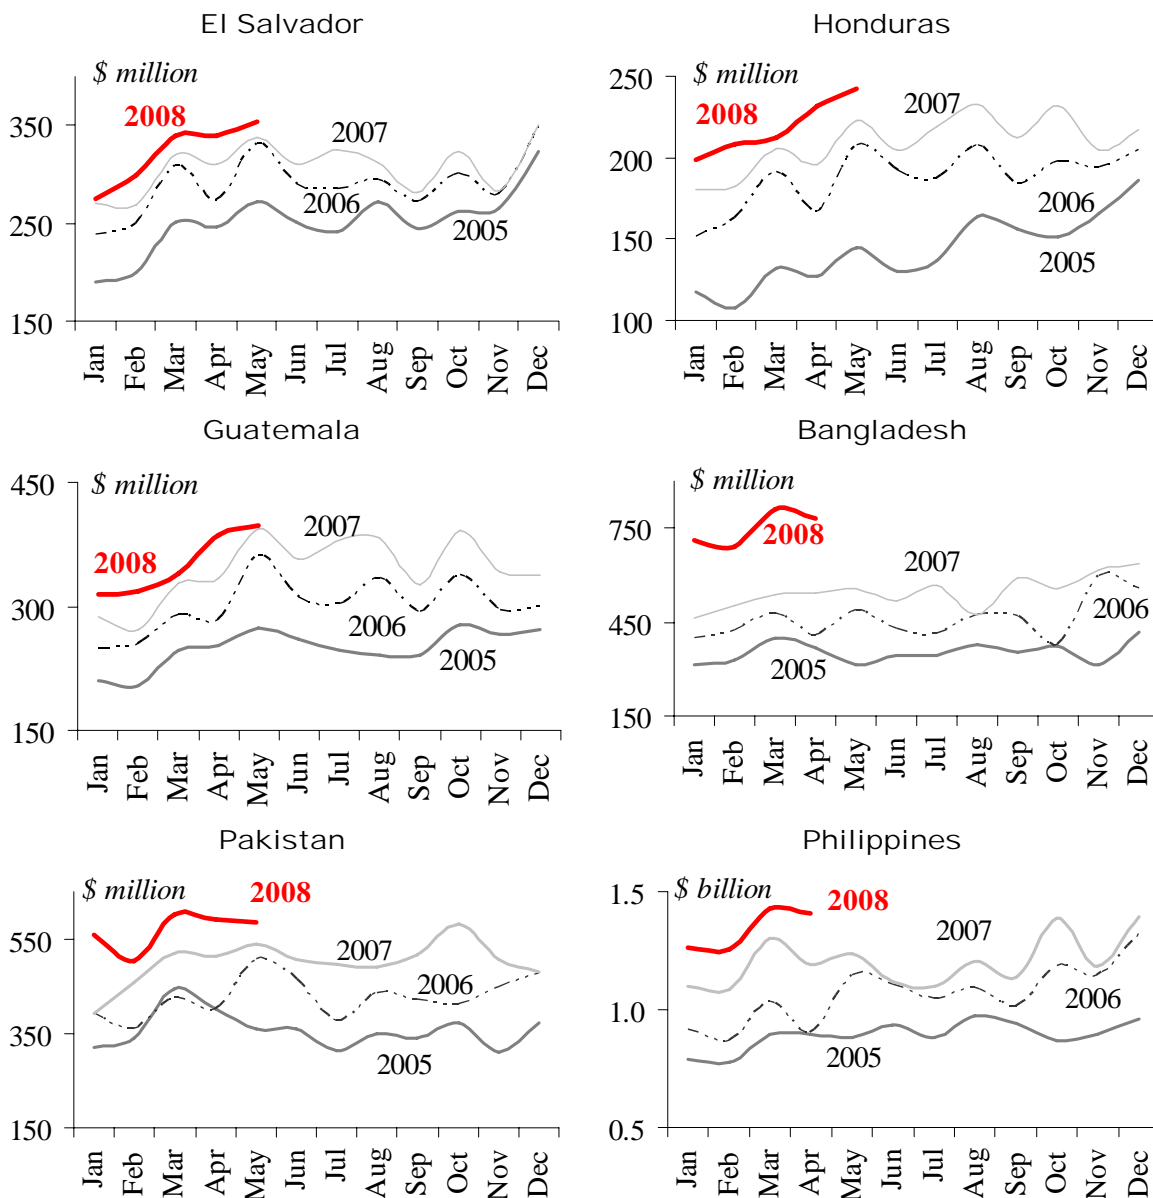 El Salvador
$ million
350
250
150
2008
2007
2006
2005
Jan
Feb
Mar
Apr
May
Jun
Jul
Aug
Sep
Oct
Nov
Dec
Honduras
250
200
150
100
$ million
2008
2007
2006
2005
Jan
Feb
Mar
Apr
May
Jun
Jul
Aug
Sep
Oct
Nov
Dec
Guatemala
450
300
150
$ million
2008
2007
2006
2005
Jan
Feb
Mar
Apr
May
Jun
Jul
Aug
Sep
Oct
Nov
Dec
Bangladesh
$ million
750
450
150
2008
2007
2006
2005
Jan
Feb
Mar
Apr
May
Jun
Jul
Aug
Sep
Oct
Nov
Dec
Pakistan
$ million
550
350
150
2008
2007
2006
2005
Jan
Feb
Mar
Apr
May
Jun
Jul
Aug
Sep
Oct
Nov
Dec
Philippines
1.5
1.0
0.5
$ billion
2008
2007
2006
2005
Jan
Feb
Mar
Apr
May
Jun
Jul
Aug
Sep
Oct
Nov
Dec